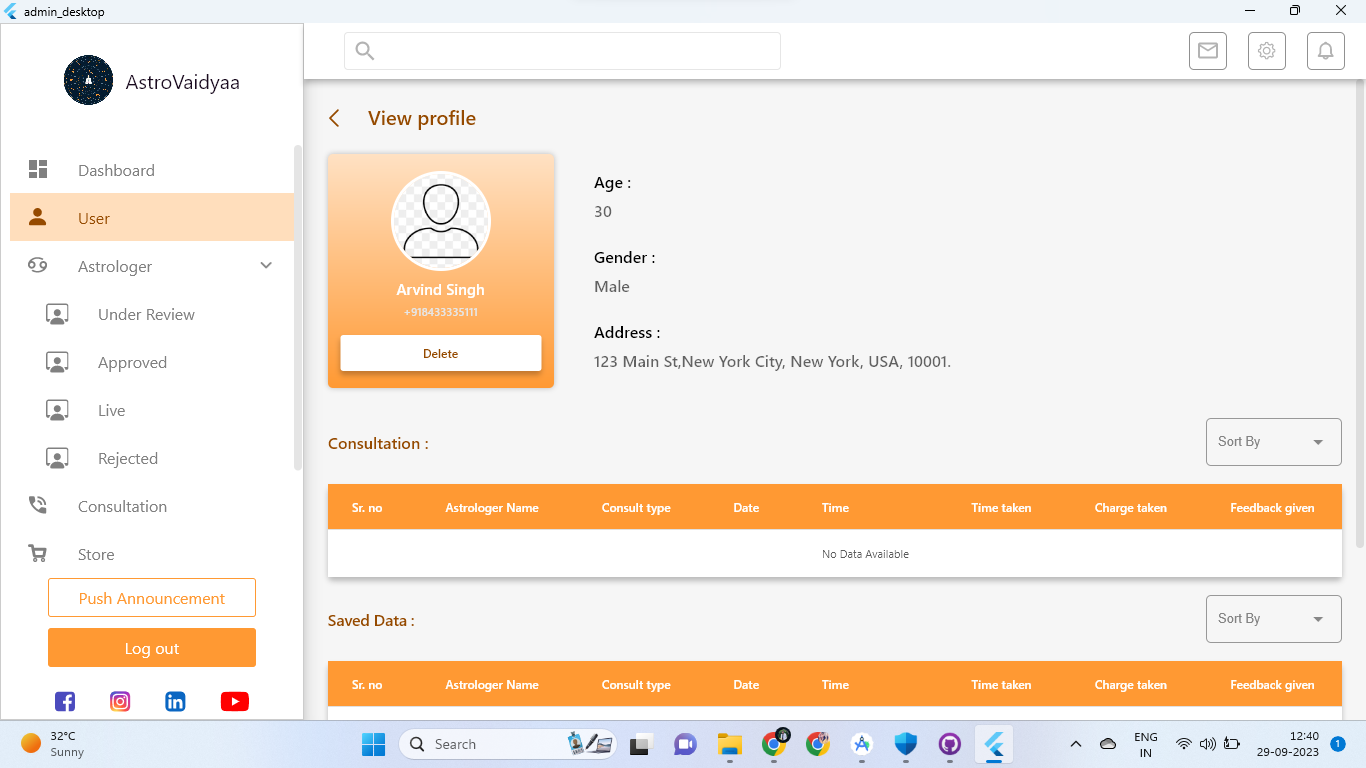 admin_desktop
AstroVaidyaa
Dashboard
User
Astrologer
Under Review
Approved
Live
Rejected
Consultation
Store
Push Announcement
Log out
View profile
Arvind Singh
+918433335111
Delete
Age :
30
Gender :
Male
Address :
123 Main St,New York City, New York, USA, 10001.
Consultation :
Sort By
Sr. no Astrologer Name Consult type Date Time Time taken Charge taken Feedback given
No Data Available
Saved Data :
Sort By
Sr. no Astrologer Name Consult type Date Time Time taken Charge taken Feedback given
32°C
Sunny
Search
ENG
IN
12:40
29-09-2023
1